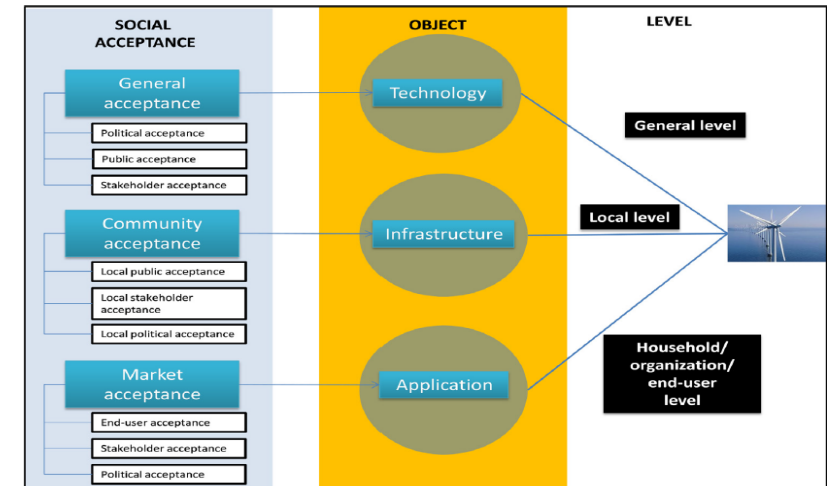 SOCIAL
ACCEPTANCE
OBJECT
LEVEL
General
acceptance
Political acceptance
Public acceptance
Stakeholder acceptance
Technology
General level
Community
acceptance
Local public acceptance
Local stakeholder
acceptance
Local political acceptance
Infrastructure
Local level
Market
acceptance
End-user acceptance
Stakeholder acceptance
Political acceptance
Application
Household/
organization/
end-user
level